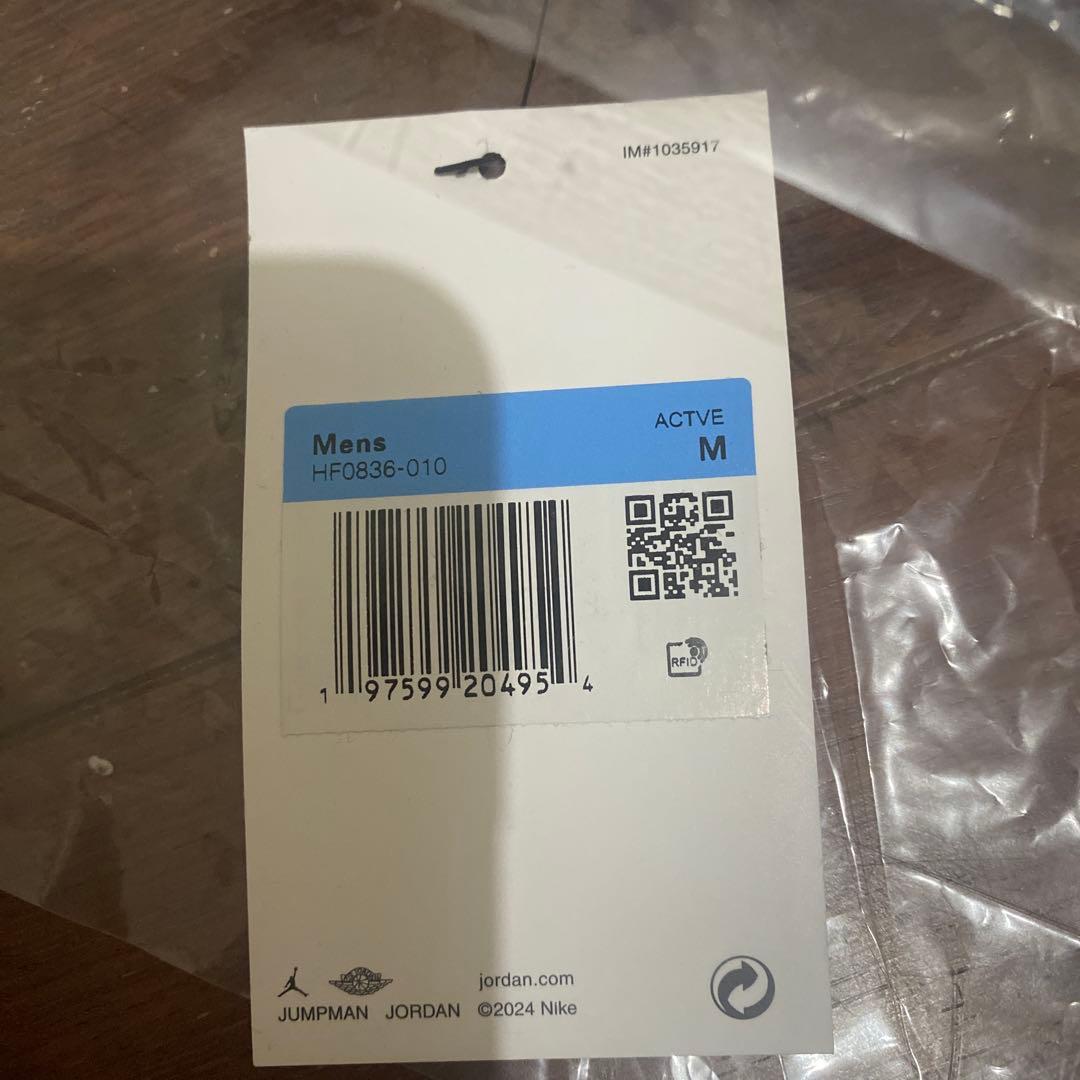 IM#1035917
Mens
ACTVE
HF0836-010
M
1 97599 20495 4
RFID
JUMPMAN JORDAN
jordan.com
©2024 Nike